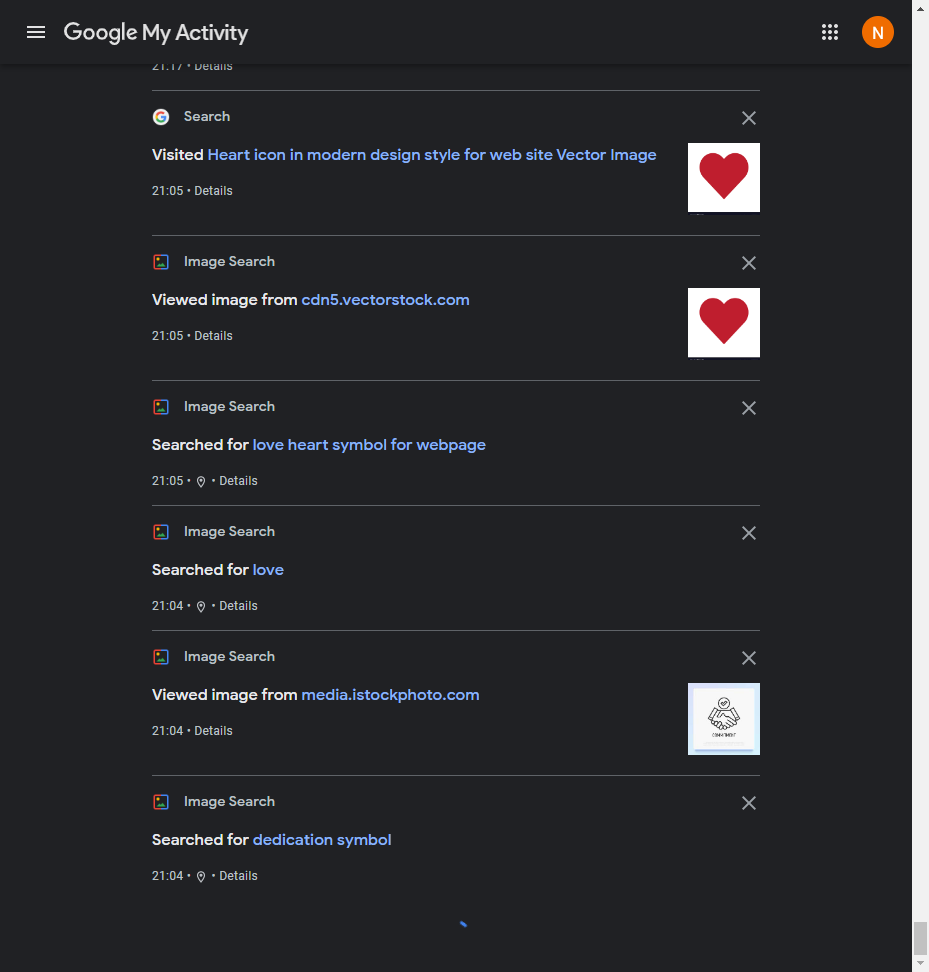 Google My Activity
N
21:17 • Details
Search
Visited Heart icon in modern design style for web site Vector Image
21:05 • Details
Image Search
Viewed image from cdn5.vectorstock.com
21:05 • Details
Image Search
Searched for love heart symbol for webpage
21:05 • • Details
Image Search
Searched for love
21:04 • • Details
Image Search
Viewed image from media.istockphoto.com
COMMITMENT
21:04 • Details
Image Search
Searched for dedication symbol
21:04 • • Details